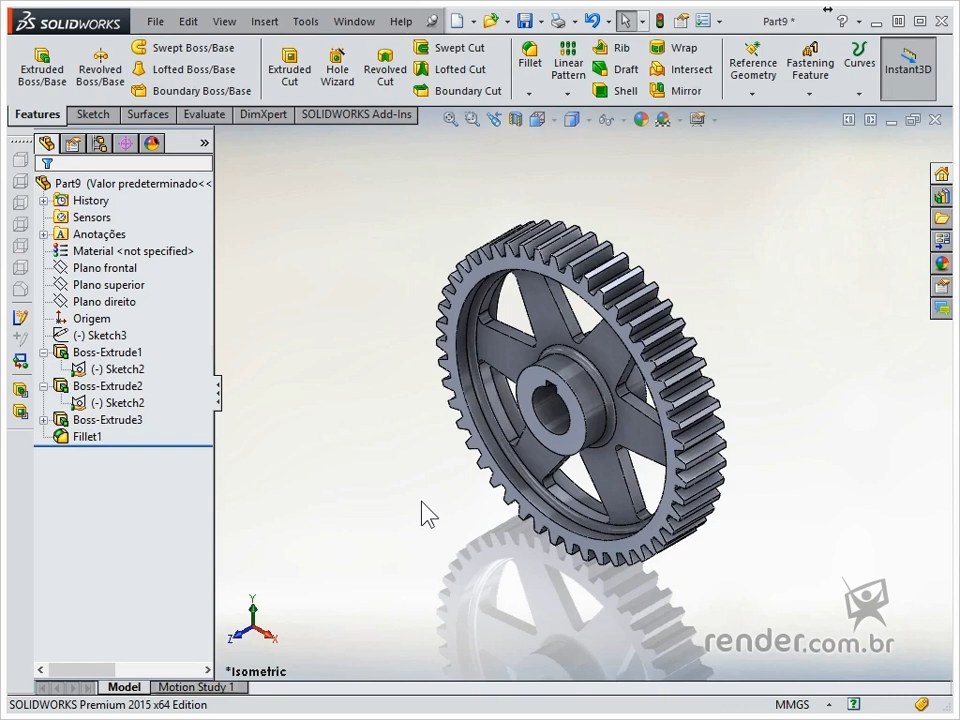 SOLIDWORKS File Edit View Insert Tools Window Help Part9 * ?
Extruded Boss/Base
Revolved Boss/Base
Swept Boss/Base
Lofted Boss/Base
Boundary Boss/Base
Extruded Cut
Hole Wizard
Revolved Cut
Swept Cut
Lofted Cut
Boundary Cut
Fillet
Linear Pattern
Rib
Draft
Shell
Wrap
Intersect
Mirror
Reference Geometry
Fastening Feature
Curves
Instant3D
Features Sketch Surfaces Evaluate DimXpert SOLIDWORKS Add-Ins
Part9 (Valor predeterminado<<
History
Sensors
Anotações
Material <not specified>
Plano frontal
Plano superior
Plano direito
Origem
(-) Sketch3
Boss-Extrude1
(-) Sketch2
Boss-Extrude2
(-) Sketch2
Boss-Extrude3
Fillet1
Y
Z X
*Isometric
render.com.br
Model Motion Study 1
SOLIDWORKS Premium 2015 x64 Edition MMGS ?